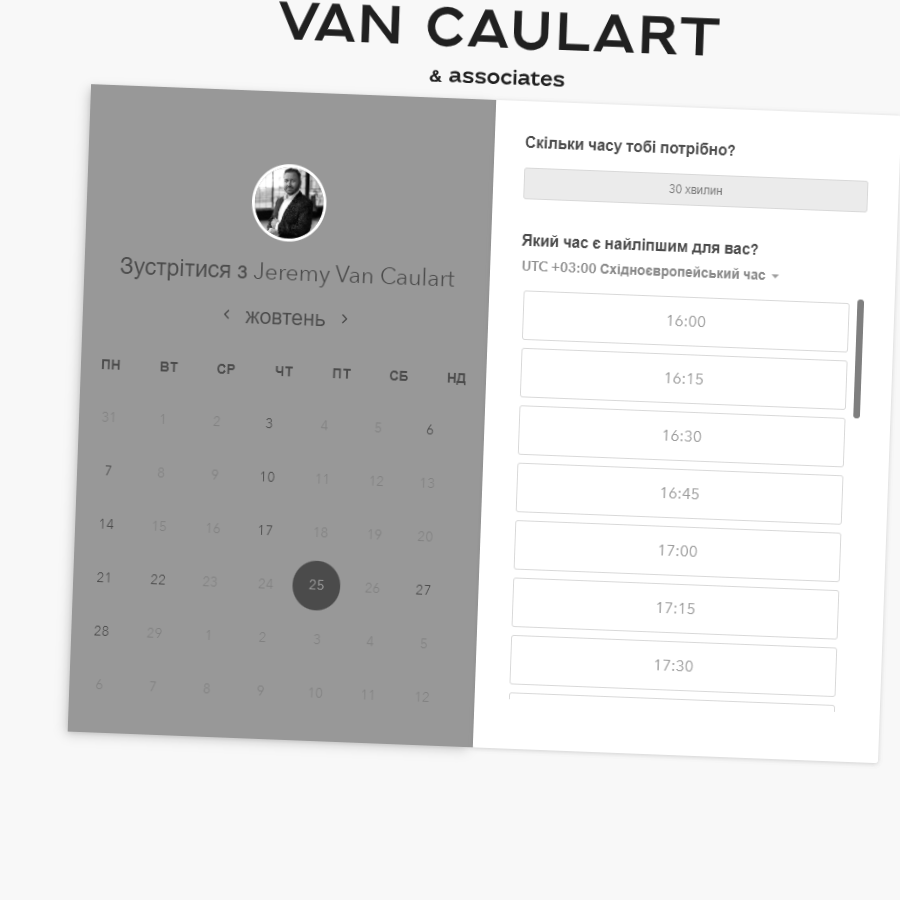 VAN CAULART
& associates
Зустрітися з Jeremy Van Caulart
жовтень
ПН ВТ СР ЧТ ПТ СБ НД
31 1 2 3 4 5 6
7 8 9 10 11 12 13
14 15 16 17 18 19 20
21 22 23 24 25 26 27
28 29 1 2 3 4 5
6 7 8 9 10 11 12
Скільки часу тобі потрібно?
30 хвилин
Який час є найліпшим для вас?
UTC +03:00 Східноєвропейський час
16:00
16:15
16:30
16:45
17:00
17:15
17:30